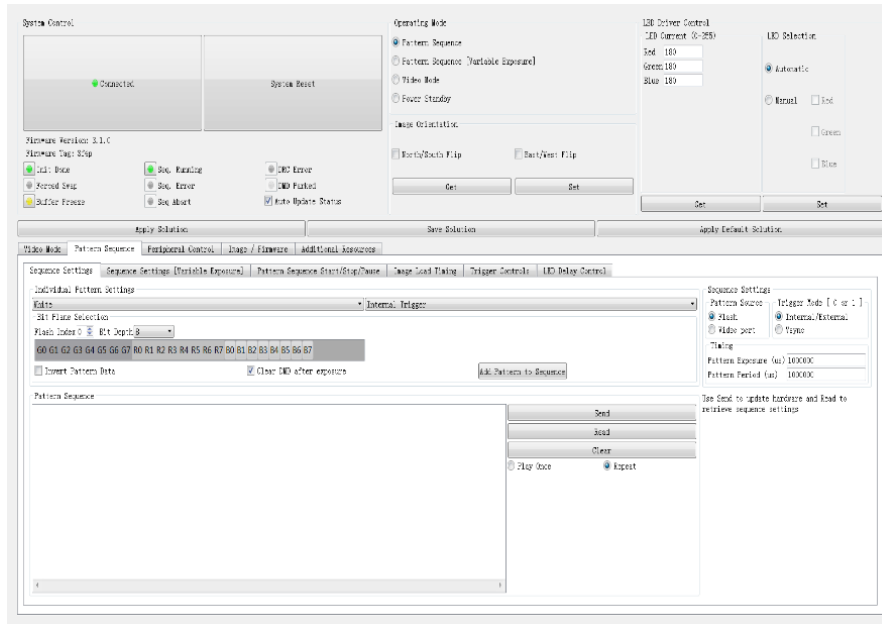 System Control
Connected
System Reset
Firmware Version: 3.1.0
Firmware Tag:
Init Done
Seq. Running
CRC Error
Forced Swap
Seq. Error
DMD Parked
Buffer Freeze
Seq Abort
Auto Update Status
Operating Mode
Pattern Sequence
Pattern Sequence [Variable Exposure]
Video Mode
Power Standby
Image Orientation
North/South Flip
East/West Flip
Get
Set
LED Driver Control
LED Current (0-255)
Red 180
Green 180
Blue 180
LED Selection
Automatic
Manual
Red
Green
Blue
Get
Set
Apply Solution
Save Solution
Apply Default Solution
Video Mode
Pattern Sequence
Peripheral Control
Image / Firmware
Additional Resources
Sequence Settings
Sequence Settings [Variable Exposure]
Pattern Sequence Start/Stop/Pause
Image Load Timing
Trigger Controls
LED Delay Control
Individual Pattern Settings
White
Internal Trigger
Bit Plane Selection
Flash Index 0 Bit Depth 8
G0 G1 G2 G3 G4 G5 G6 G7 R0 R1 R2 R3 R4 R5 R6 R7 B0 B1 B2 B3 B4 B5 B6 B7
Invert Pattern Data
Clear DMD after exposure
Add Pattern to Sequence
Sequence Settings
Pattern Source
Flash
Video port
Trigger Mode [ 0 or 1 ]
Internal/External
Vsync
Timing
Pattern Exposure (us) 1000000
Pattern Period (us) 1000000
Use Send to update hardware and Read to
retrieve sequence settings
Pattern Sequence
Send
Read
Clear
Play Once
Repeat